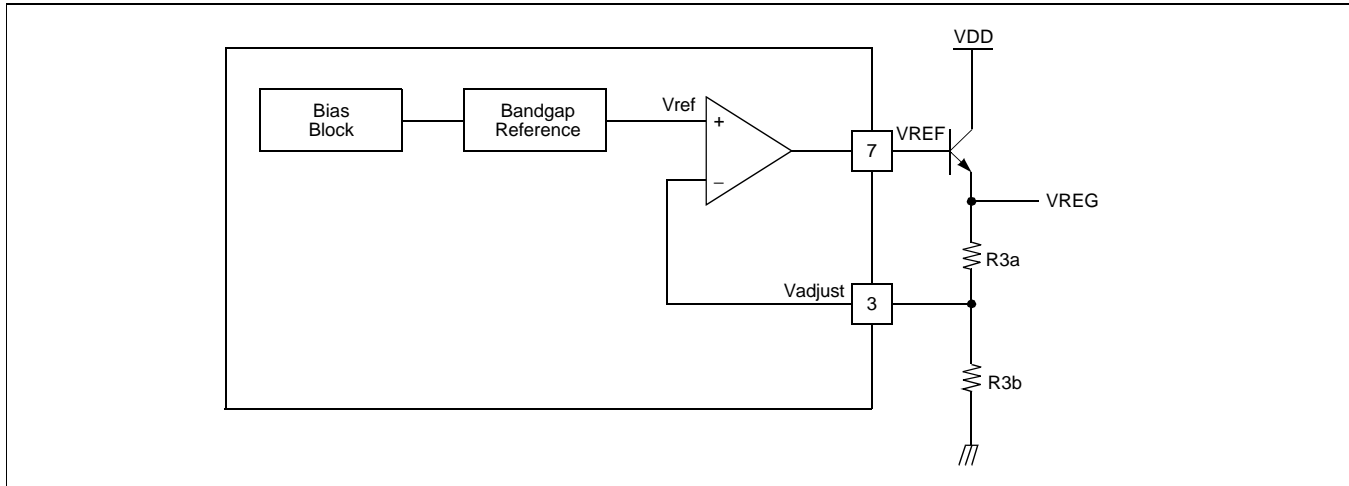 VDD
Bias
Block
Bandgap
Reference
Vref
+
–
7
VREF
VREG
R3a
Vadjust
3
R3b